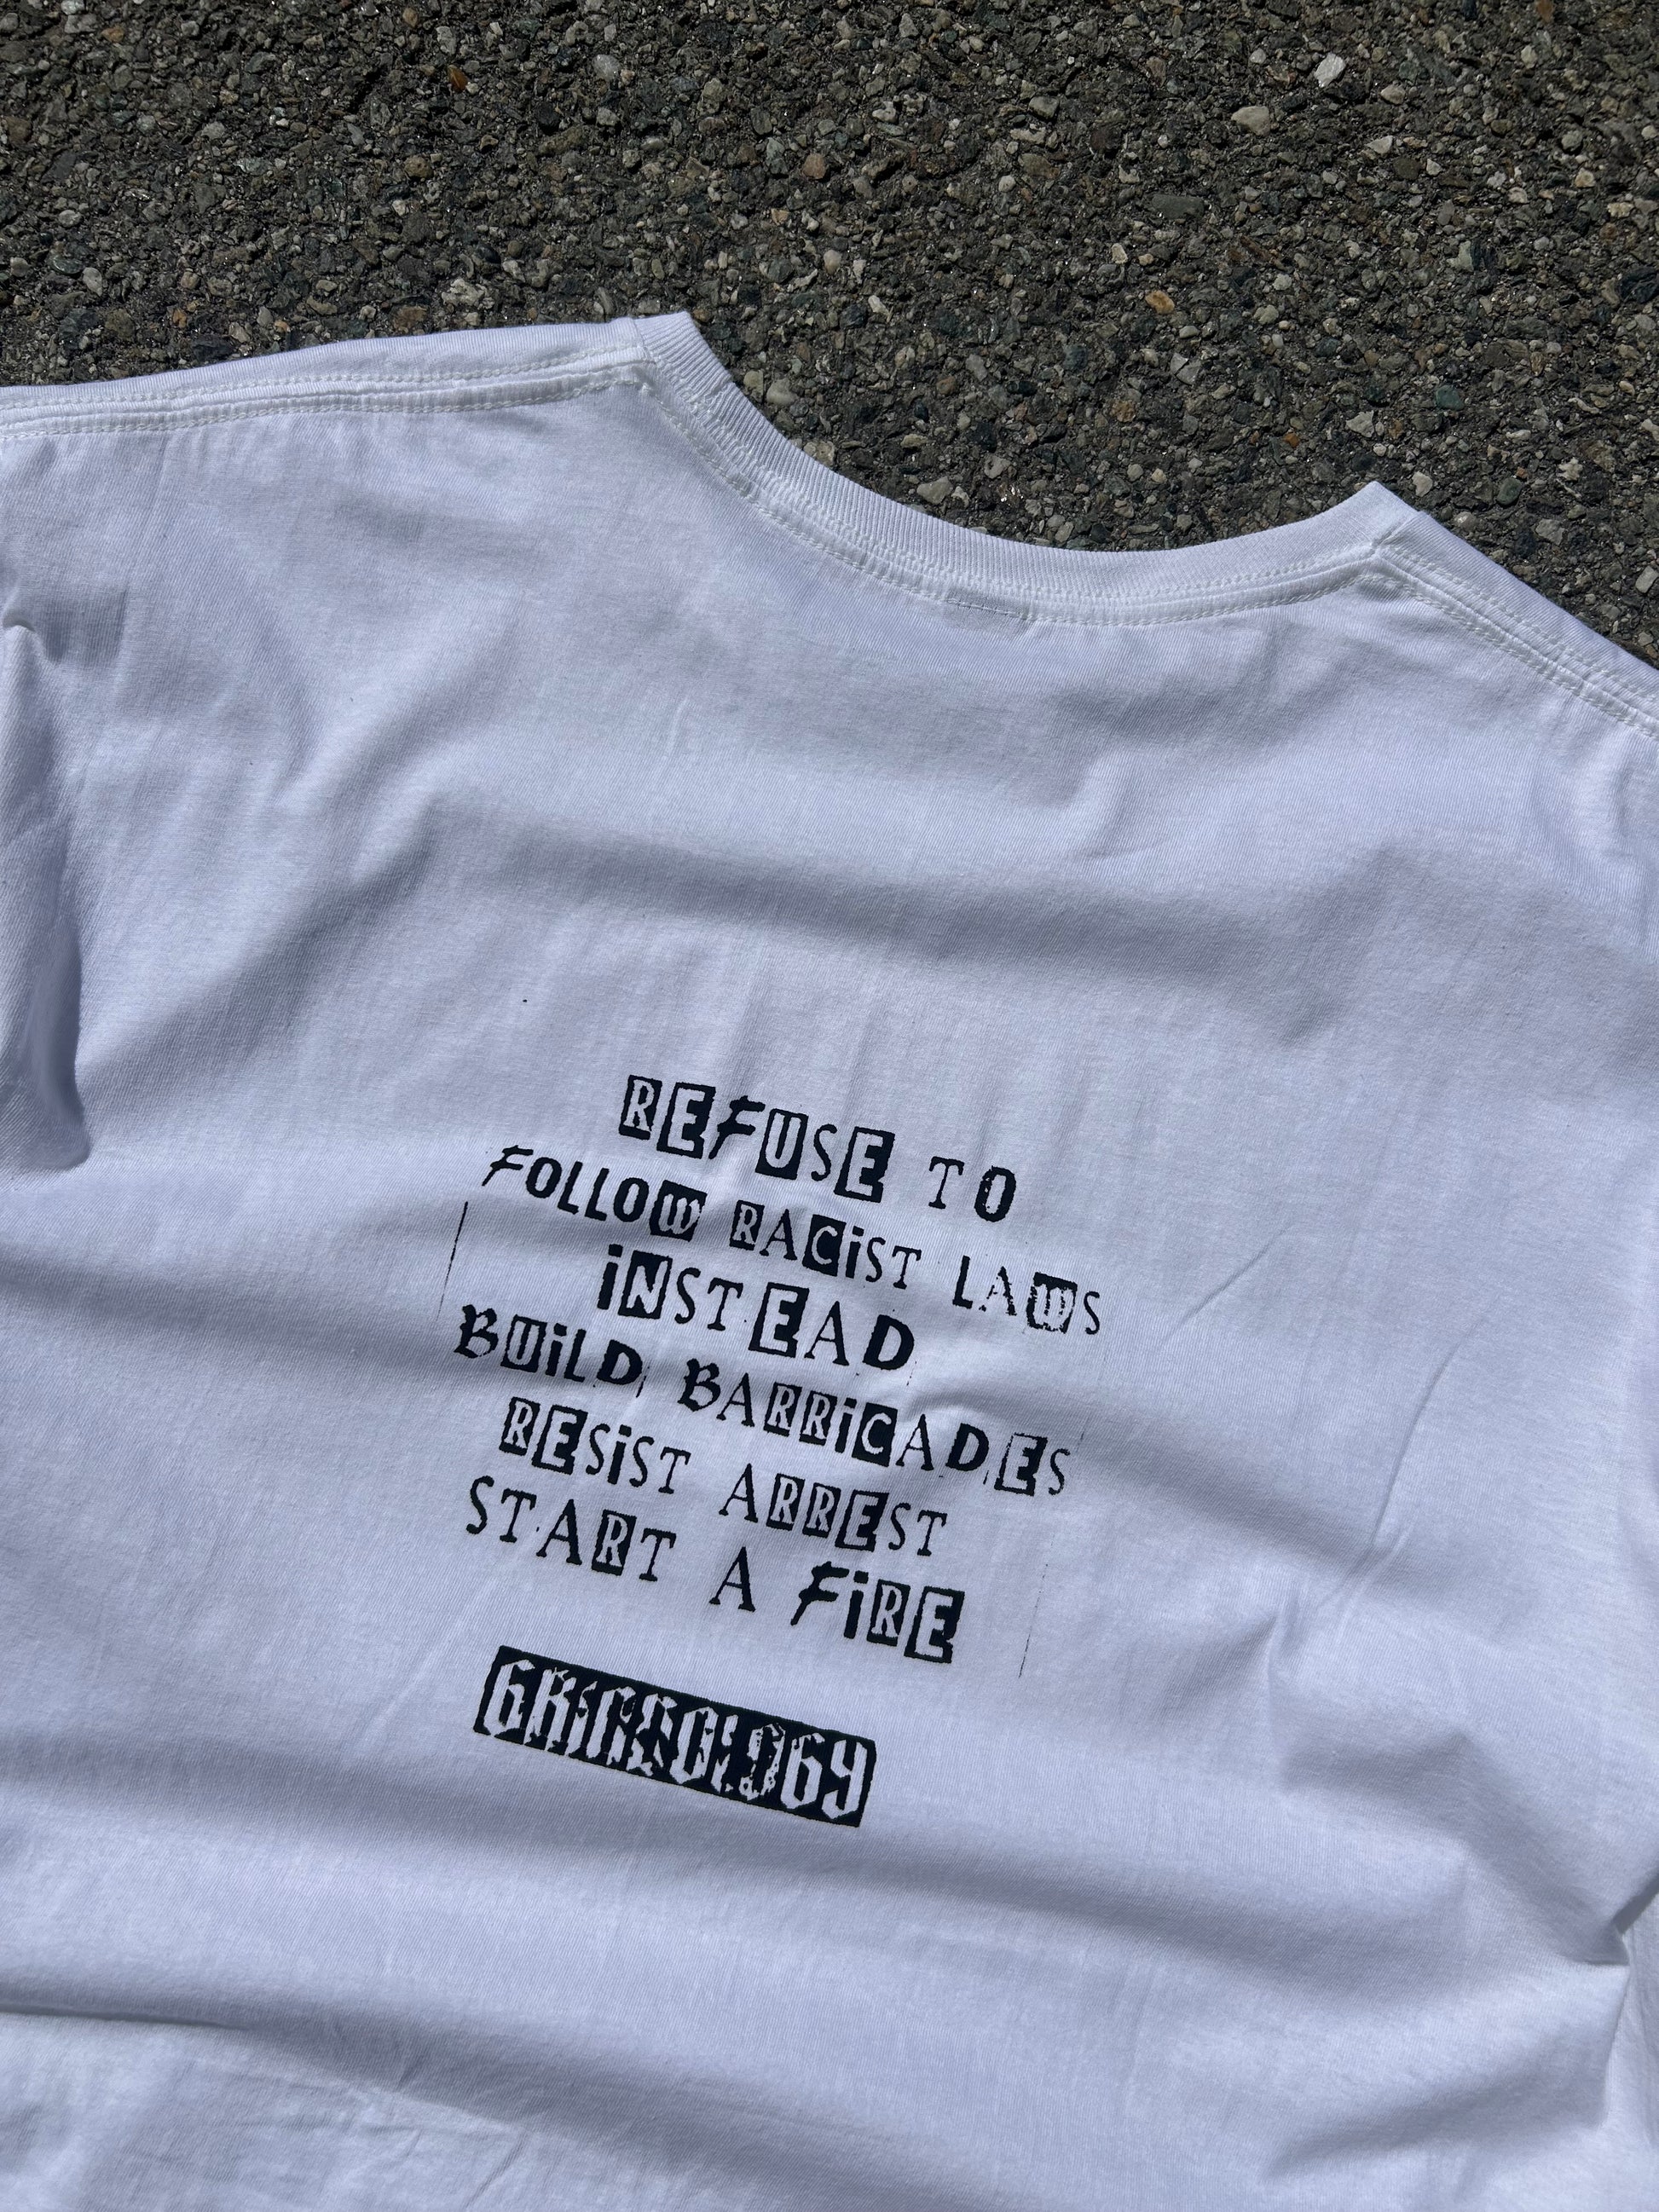 REFUSE TO
FOLLOW RACiST LAWS
iNSTEAD
BUiLD BARRiCADES
RESiST ARREST
START A FiRE